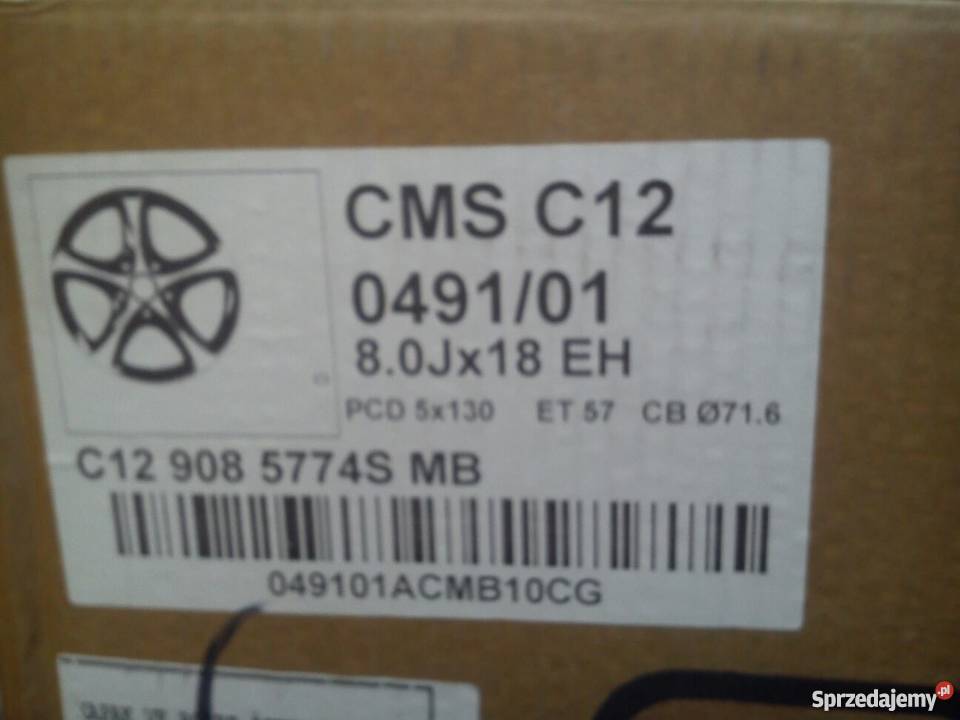 CMS C12
0491/01
8.0Jx18 EH
PCD 5x130 ET 57 CB Ø71.6
C12 908 5774S MB
049101ACMB10CG
Sprzedajemy.pl